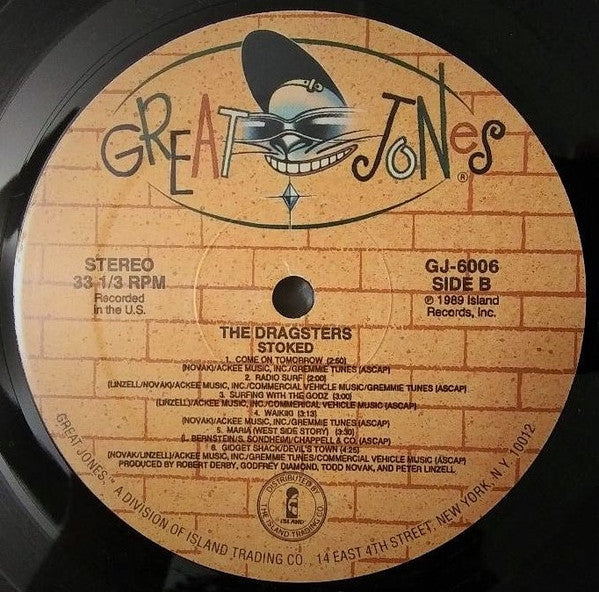 GREAT JONES
®
STEREO
33 1/3 RPM
Recorded
in the U.S.
GJ-6006
SIDE B
℗ 1989 Island
Records, Inc.
THE DRAGSTERS
STOKED
1. COME ON TOMORROW (2:50)
(NOVAK)/ACKEE MUSIC, INC./GREMMIE TUNES (ASCAP)
2. RADIO SURF (2:00)
(LINZELL/NOVAK)/ACKEE MUSIC, INC./COMMERCIAL VEHICLE MUSIC/GREMMIE TUNES (ASCAP)
3. SURFING WITH THE GODZ (3:00)
(LINZELL)/ACKEE MUSIC, INC./COMMERICAL VEHICLE MUSIC (ASCAP)
4. WAIKIKI (3:13)
(NOVAK)/ACKEE MUSIC, INC./GREMMIE TUNES (ASCAP)
5. MARIA (WEST SIDE STORY) (3:30)
(L. BERNSTEIN/S. SONDHEIM)/CHAPPELL & CO. (ASCAP)
6. GIDGET SHACK/DEVIL'S TOWN (4:25)
(NOVAK/LINZELL)/ACKEE MUSIC, INC./GREMMIE TUNES/COMMERCIAL VEHICLE MUSIC (ASCAP)
PRODUCED BY ROBERT DERBY, GODFREY DIAMOND, TODD NOVAK, AND PETER LINZELL
DISTRIBUTED BY
ISLAND
THE ISLAND TRADING CO.
GREAT JONES,™ A DIVISION OF ISLAND TRADING CO., 14 EAST 4TH STREET, NEW YORK, N.Y. 10012